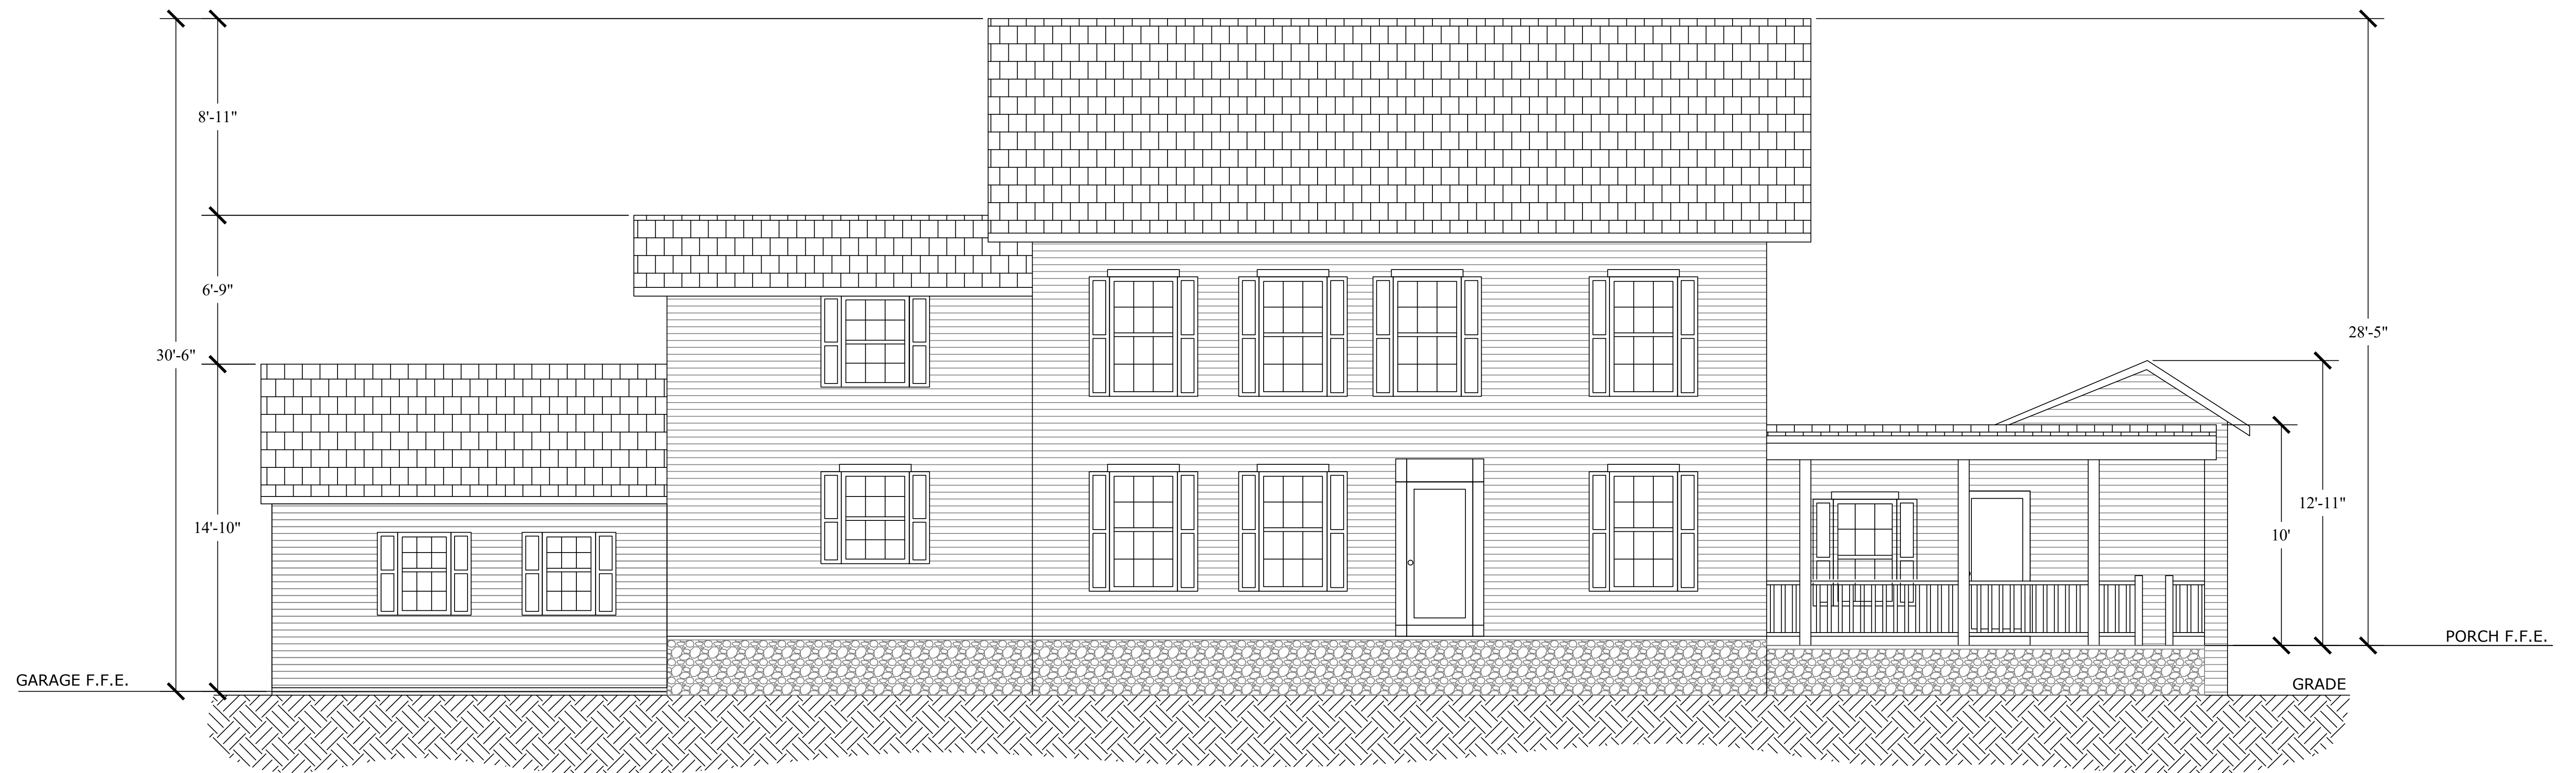 8'-11"
6'-9"
30'-6"
28'-5"
12'-11"
14'-10"
10'
PORCH F.F.E.
GARAGE F.F.E.
GRADE